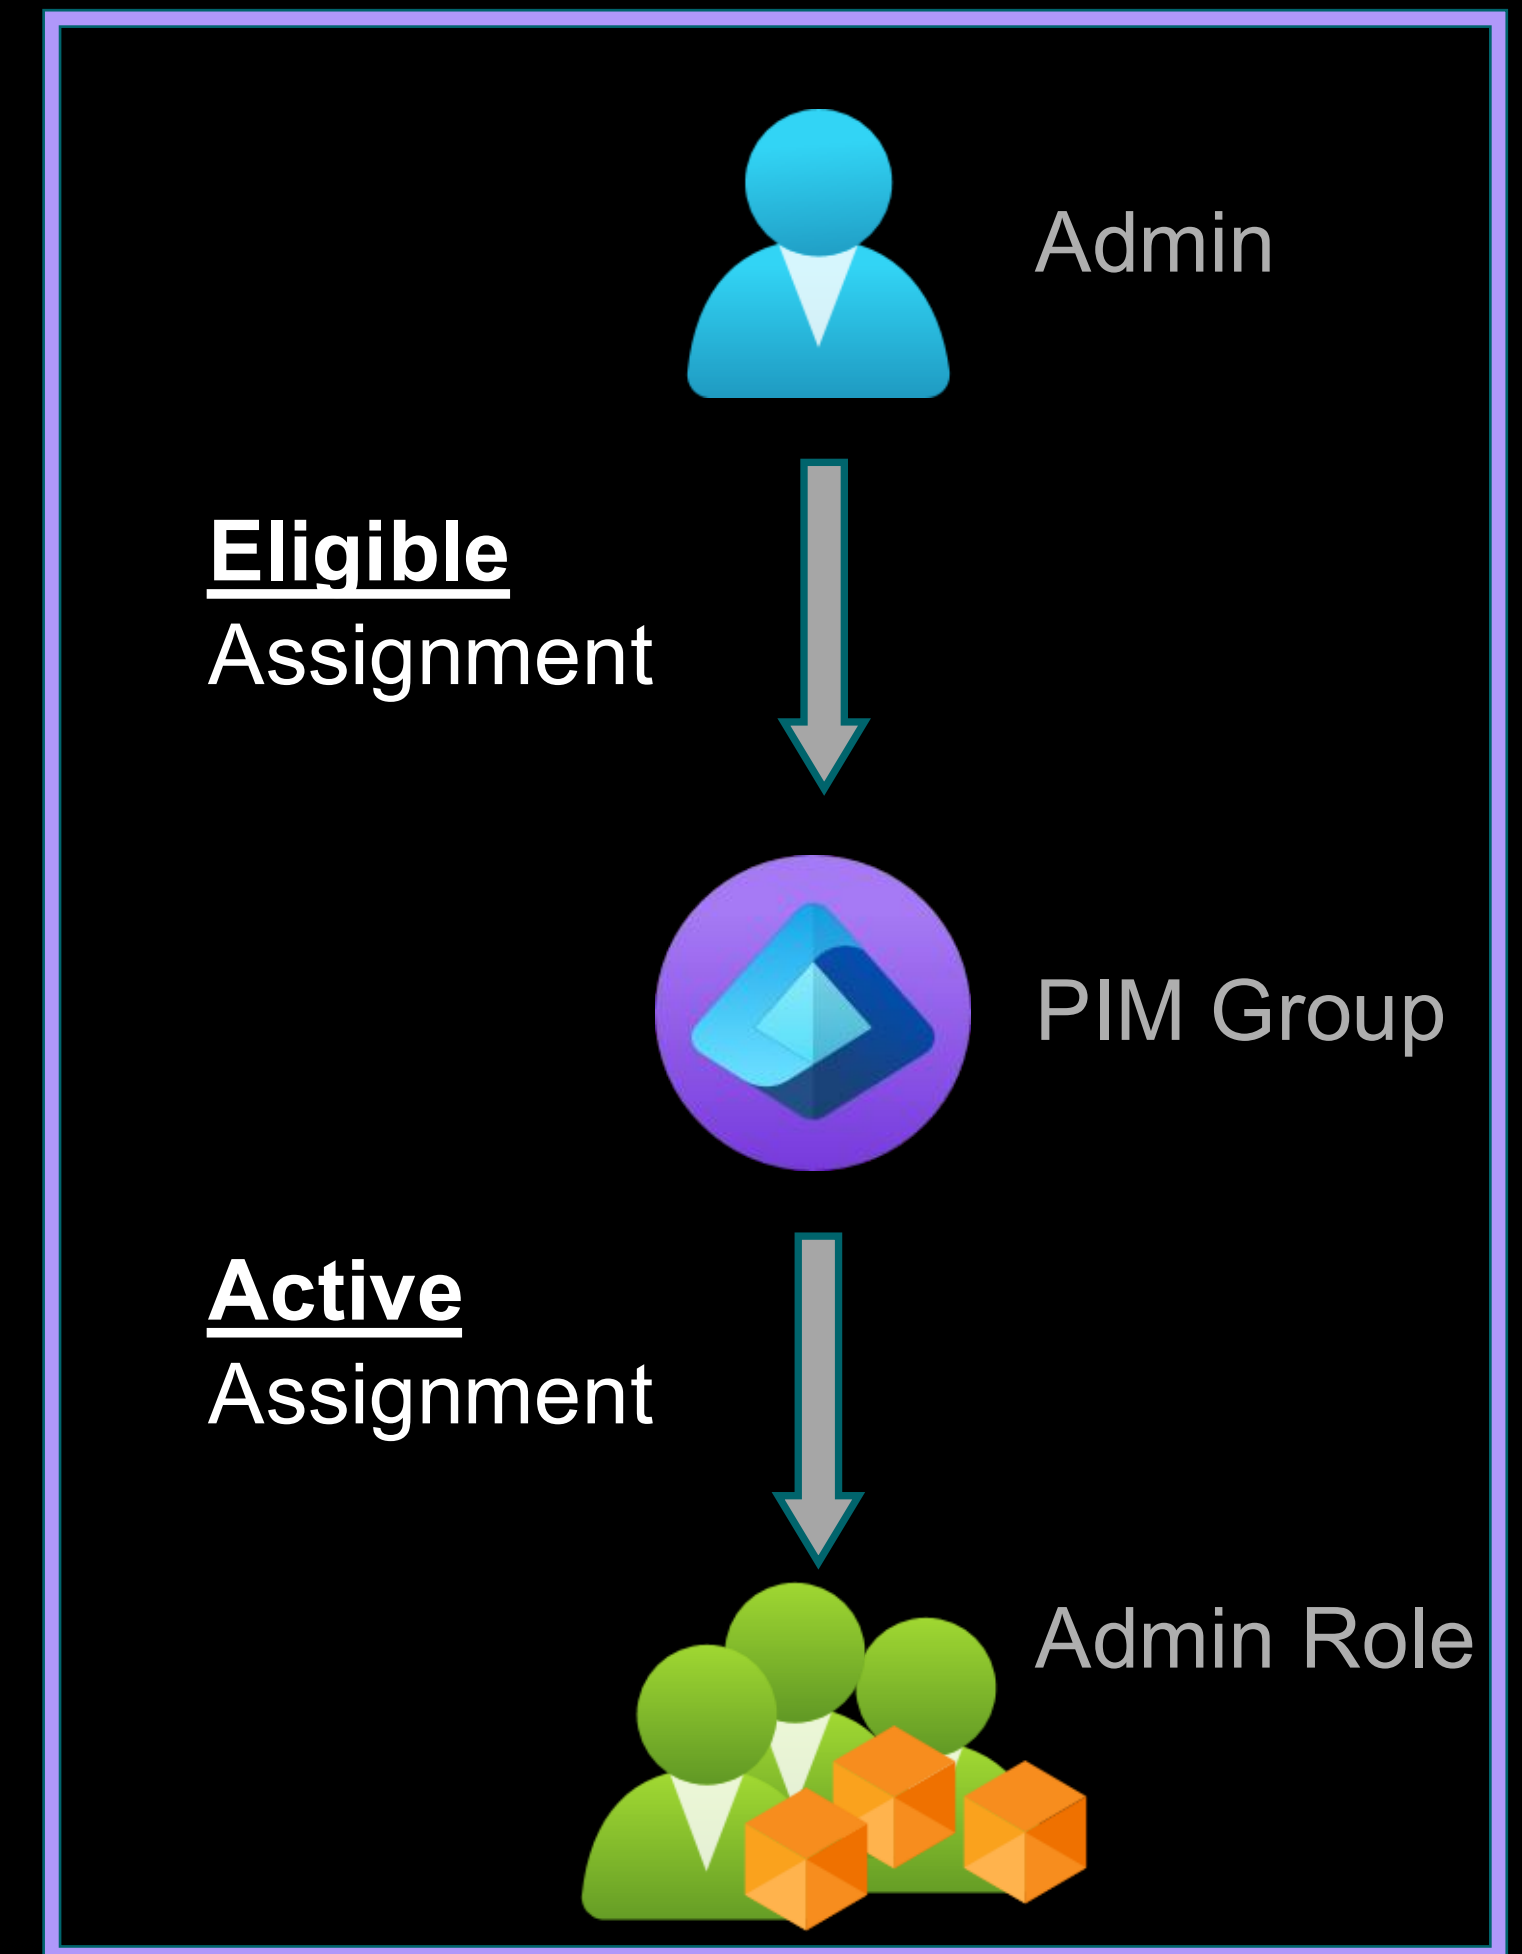 Admin
Eligible
Assignment
PIM Group
Active
Assignment
Admin Role